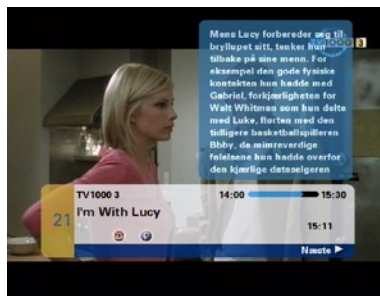 Mens Lucy forbereder seg til
bryllupet sitt, tenker hun
tilbake på sine menn. For
eksempel den gode fysiske
kontakten hun hadde med
Gabriel, forkjærligheten for
Walt Whitman som hun delte
med Luke, flørten med den
tidligere basketballspilleren
Bbby, de mimreverdige
følelsene hun hadde overfor
den kjærlige dataselgeren
TV1000 3
TV1000 3 14:00 15:30
21 I'm With Lucy
15:11
Næste